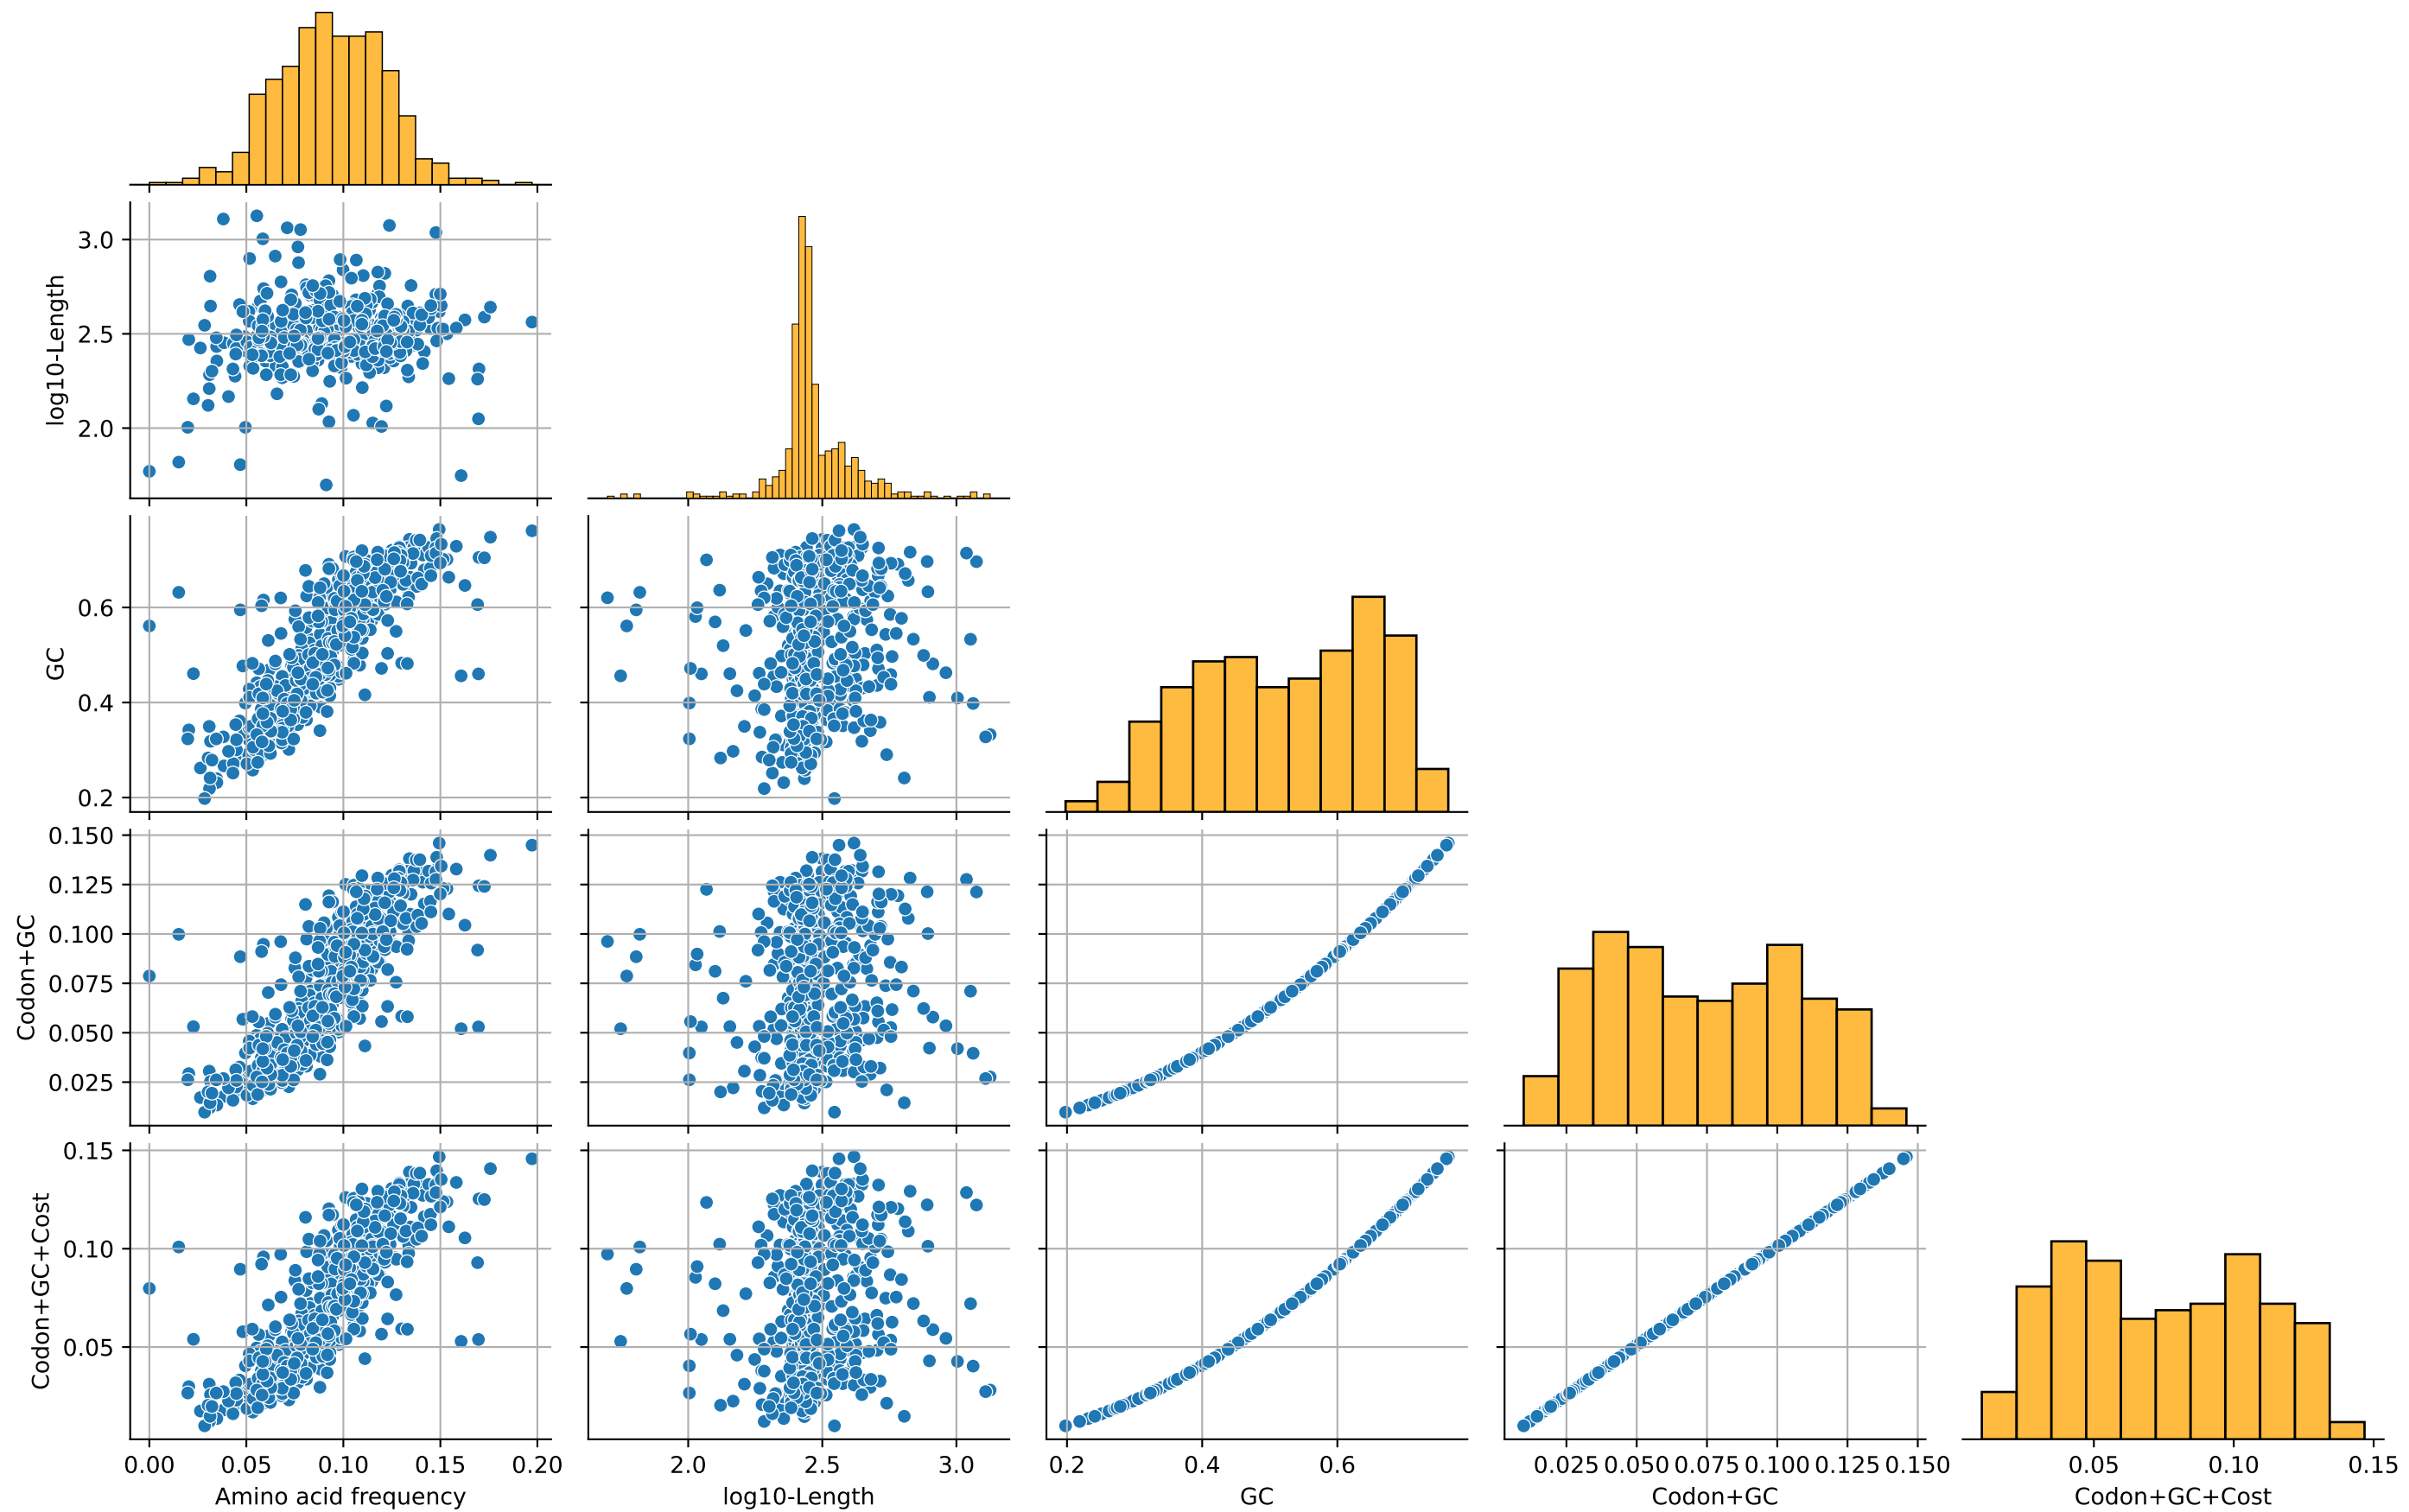 3.0
2.5
2.0
log10-Length
0.6
0.4
0.2
GC
0.150
0.125
0.100
0.075
0.050
0.025
Codon+GC
0.15
0.10
0.05
Codon+GC+Cost
0.00 0.05 0.10 0.15 0.20
Amino acid frequency
2.0 2.5 3.0
log10-Length
0.2 0.4 0.6
GC
0.025 0.050 0.075 0.100 0.125 0.150
Codon+GC
0.05 0.10 0.15
Codon+GC+Cost